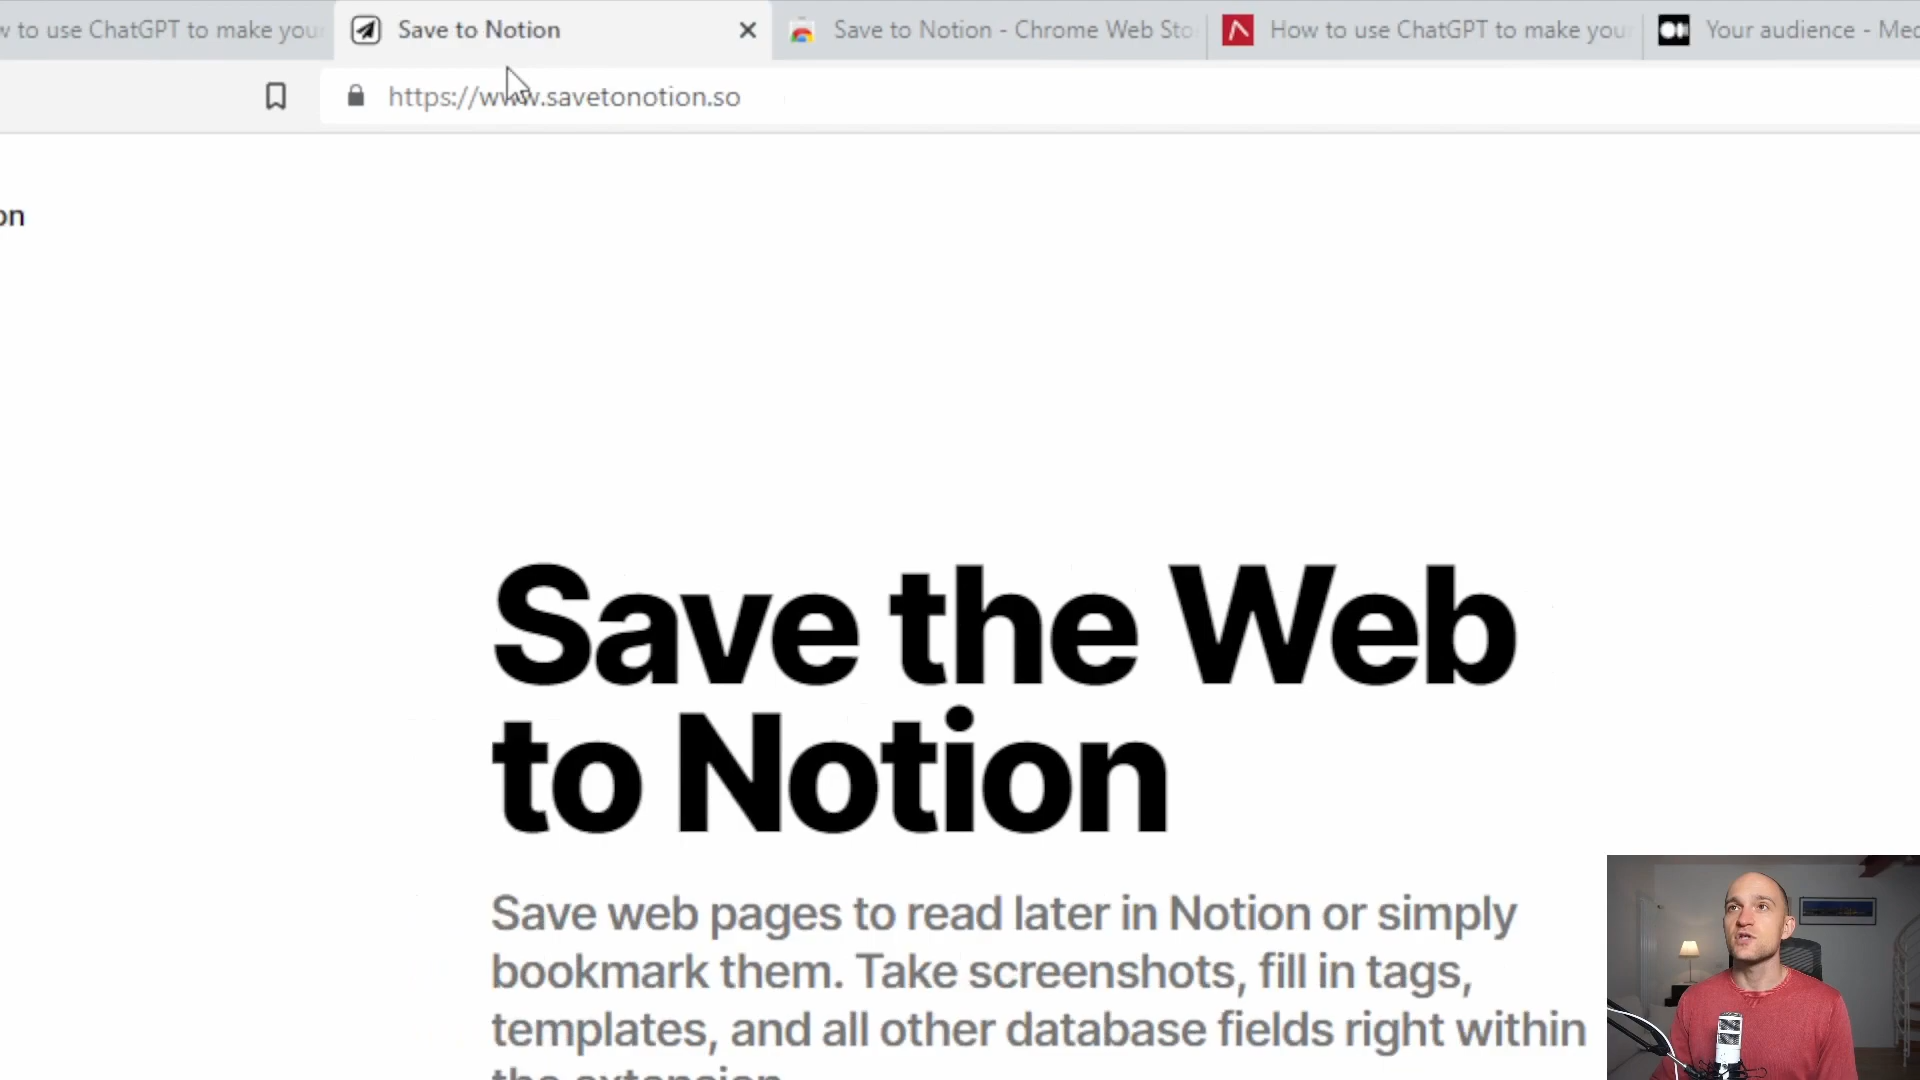 w to use ChatGPT to make your
Save to Notion
Save to Notion - Chrome Web Sto
How to use ChatGPT to make your
Your audience - Med
https://www.savetonotion.so
on
Save the Web
to Notion
Save web pages to read later in Notion or simply
bookmark them. Take screenshots, fill in tags,
templates, and all other database fields right within
the extension.